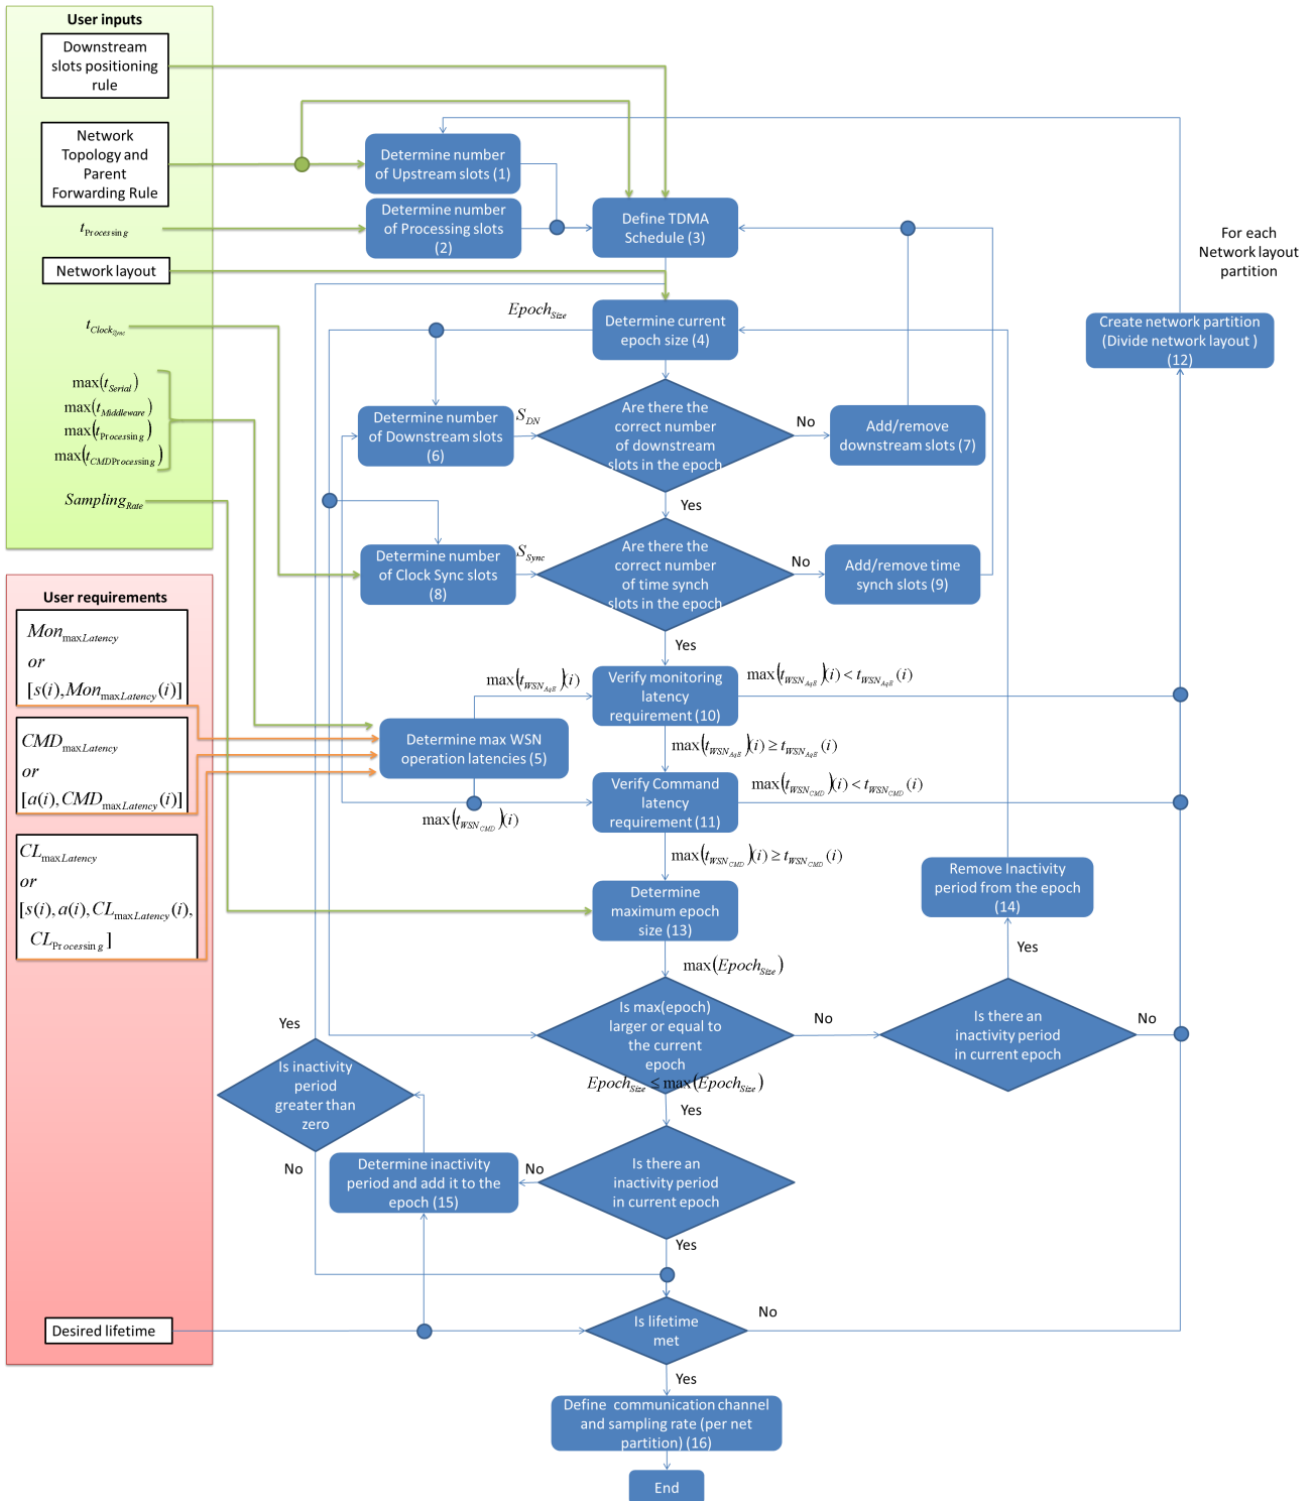 User inputs
Downstream
slots positioning
rule
Network
Topology and
Parent
Forwarding Rule
t_Processing
Network layout
t_Clock_Sync
max(t_Serial)
max(t_Middleware)
max(t_Processing)
max(t_CMDProcessing)
Sampling_Rate
User requirements
Mon_maxLatency
or
[s(i), Mon_maxLatency(i)]
CMD_maxLatency
or
[a(i), CMD_maxLatency(i)]
CL_maxLatency
or
[s(i), a(i), CL_maxLatency(i),
CL_Processing]
Desired lifetime
Determine number
of Upstream slots (1)
Determine number
of Processing slots
(2)
Define TDMA
Schedule (3)
For each
Network layout
partition
Epoch_Size
Determine current
epoch size (4)
Create network partition
(Divide network layout )
(12)
Determine number
of Downstream slots
(6)
S_DN
Are there the
correct number
of downstream
slots in the epoch
No
Add/remove
downstream slots (7)
Yes
Determine number
of Clock Sync slots
(8)
S_Sync
Are there the
correct number
of time synch
slots in the epoch
No
Add/remove time
synch slots (9)
Yes
max(t_WSN_AqE)(i)
Verify monitoring
latency
requirement (10)
max(t_WSN_AqE)(i) < t_WSN_AqE(i)
Determine max WSN
operation latencies (5)
max(t_WSN_AqE)(i) ≥ t_WSN_AqE(i)
max(t_WSN_CMD)(i)
Verify Command
latency
requirement (11)
max(t_WSN_CMD)(i) < t_WSN_CMD(i)
max(t_WSN_CMD)(i) ≥ t_WSN_CMD(i)
Determine
maximum epoch
size (13)
Remove Inactivity
period from the epoch
(14)
Yes
max(Epoch_Size)
Is max(epoch)
larger or equal to
the current
epoch
Epoch_Size ≤ max(Epoch_Size)
No
Is there an
inactivity period
in current epoch
No
Yes
Yes
Is inactivity
period
greater than
zero
No
Determine inactivity
period and add it to the
epoch (15)
No
Is there an
inactivity period
in current epoch
Yes
Is lifetime
met
No
Yes
Define communication channel
and sampling rate (per net
partition) (16)
End